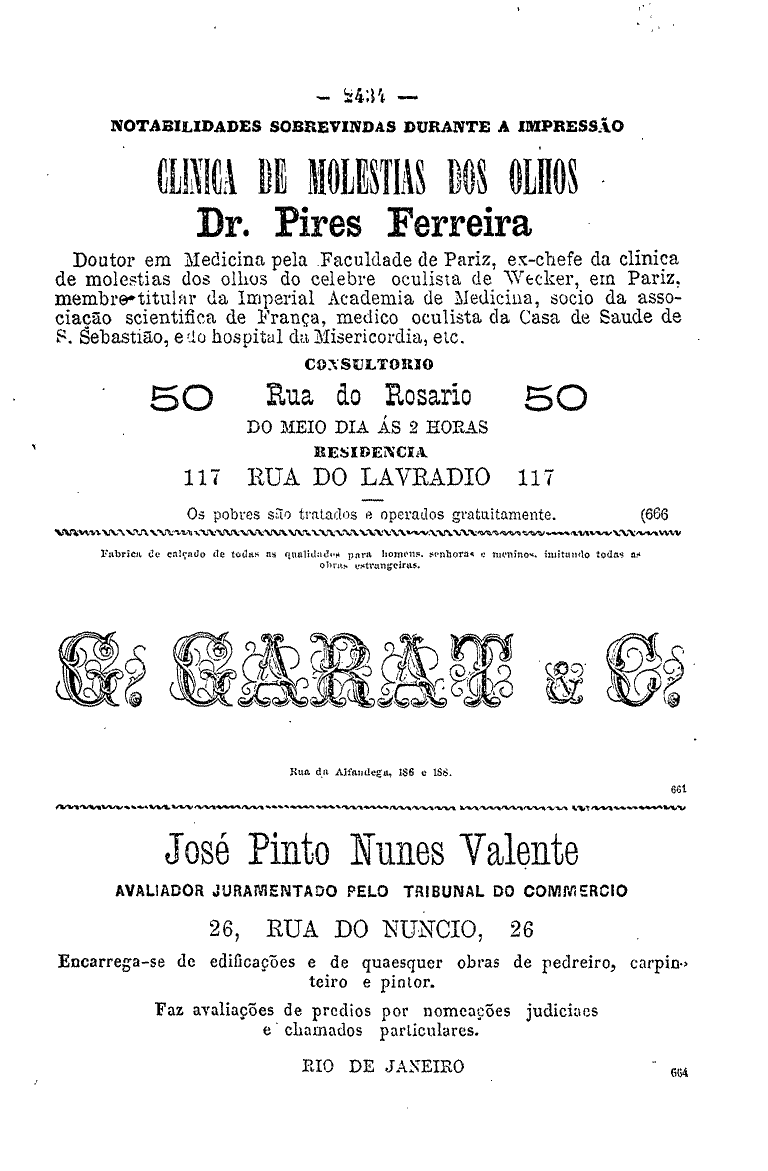 — 2434 —
NOTABILIDADES SOBREVINDAS DURANTE A IMPRESSÃO
CLINICA DE MOLESTIAS DOS OLHOS
Dr. Pires Ferreira
Doutor em Medicina pela Faculdade de Pariz, ex-chefe da clinica
de molestias dos olhos do celebre oculista de Wecker, em Pariz,
membro titular da Imperial Academia de Medicina, socio da asso-
ciação scientifica de França, medico oculista da Casa de Saude de
S. Sebastião, e do hospital da Misericordia, etc.
CONSULTORIO
50 Rua do Rosario 50
DO MEIO DIA ÁS 2 HORAS
RESIDENCIA
117 RUA DO LAVRADIO 117
Os pobres são tratados e operados gratuitamente. (666
Fabrica de calçado de todas as qualidades para homens, senhoras e meninos, imitando todas as
obras estrangeiras.
G. GARAT & C.
Rua da Alfandega, 186 e 188.
661
José Pinto Nunes Valente
AVALIADOR JURAMENTADO PELO TRIBUNAL DO COMMERCIO
26, RUA DO NUNCIO, 26
Encarrega-se de edificações e de quaesquer obras de pedreiro, carpin-
teiro e pintor.
Faz avaliações de predios por nomeações judiciaes
e chamados particulares.
RIO DE JANEIRO
664